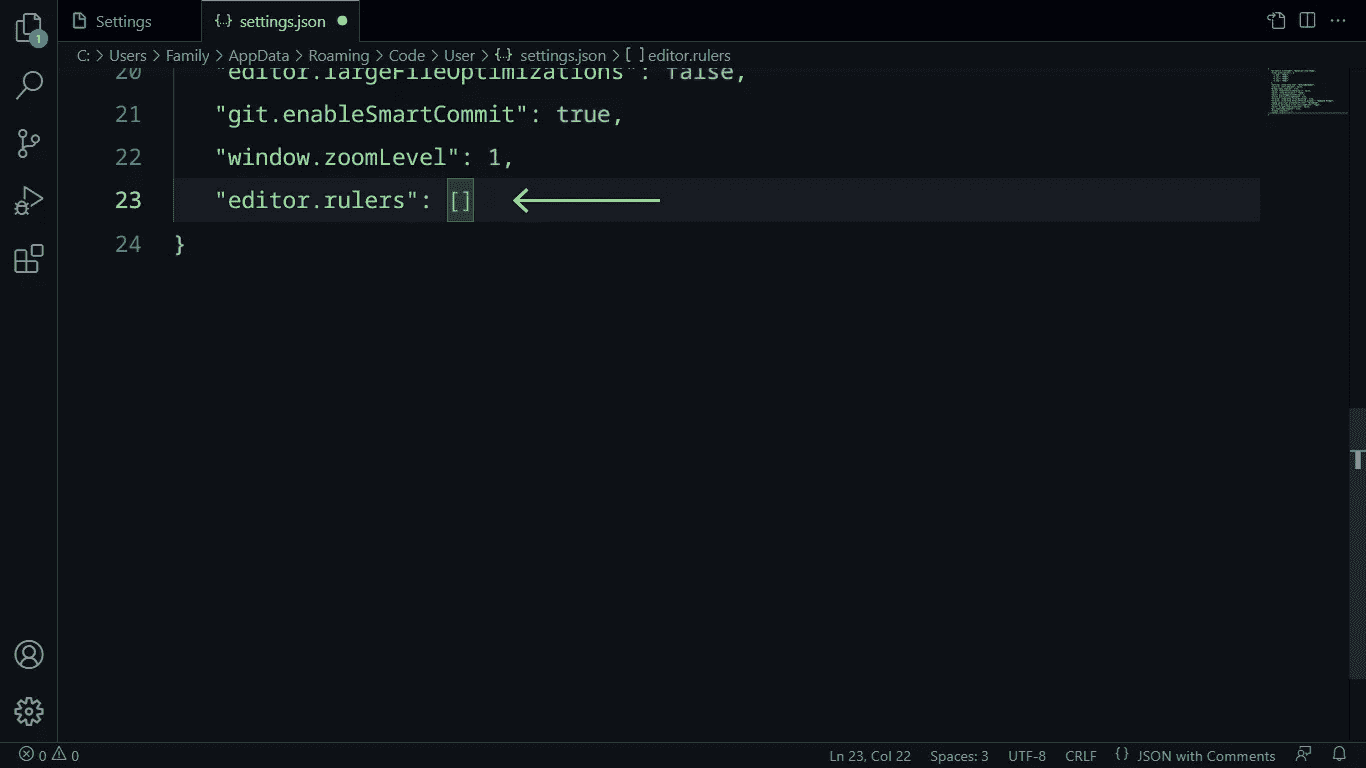 Settings
{..} settings.json
1
C: > Users > Family > AppData > Roaming > Code > User > {·} settings.json > [ ] editor.rulers
20 "editor.largeFileOptimizations": false,
21 "git.enableSmartCommit": true,
22 "window.zoomLevel": 1,
23 "editor.rulers": []
24 }
0 0 Ln 23, Col 22 Spaces: 3 UTF-8 CRLF {} JSON with Comments